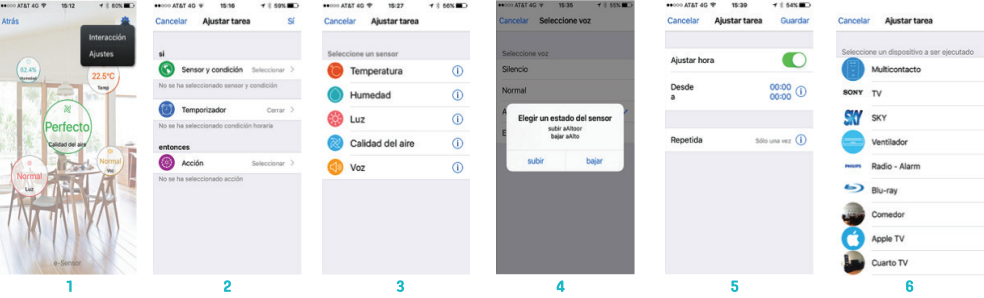 ●●○○○ AT&T 4G 15:12 60%
Atrás
Interacción
Ajustes
62.4%
Humedad
22.5°C
Temp
Perfecto
Calidad del aire
Normal
Voz
Normal
Luz
e-Sensor
1
●●○○○ AT&T 4G 15:16 59%
Cancelar Ajustar tarea Sí
si
Sensor y condición Seleccionar >
No se ha seleccionado sensor y condición
Temporizador Cerrar >
No se ha seleccionado condición horaria
entonces
Acción Seleccionar >
No se ha seleccionado acción
2
●●○○○ AT&T 4G 15:27 56%
Cancelar Ajustar tarea
Seleccione un sensor
Temperatura
Humedad
Luz
Calidad del aire
Voz
3
●●○○○ AT&T 4G 15:35 55%
Cancelar Seleccione voz
Seleccione voz
Silencio
Normal
A
E
Elegir un estado del sensor
subir aAltoor
bajar aAlto
subir bajar
4
●●○○○ AT&T 4G 15:39 54%
Cancelar Ajustar tarea Guardar
Ajustar hora
Desde 00:00
a 00:00
Repetida Sólo una vez
5
Cancelar Ajustar tarea
Seleccione un dispositivo a ser ejecutado
Multicontacto
SONY TV
SKY SKY
Ventilador
PHILIPS Radio - Alarm
Blu-ray
Comedor
Apple TV
Cuarto TV
6